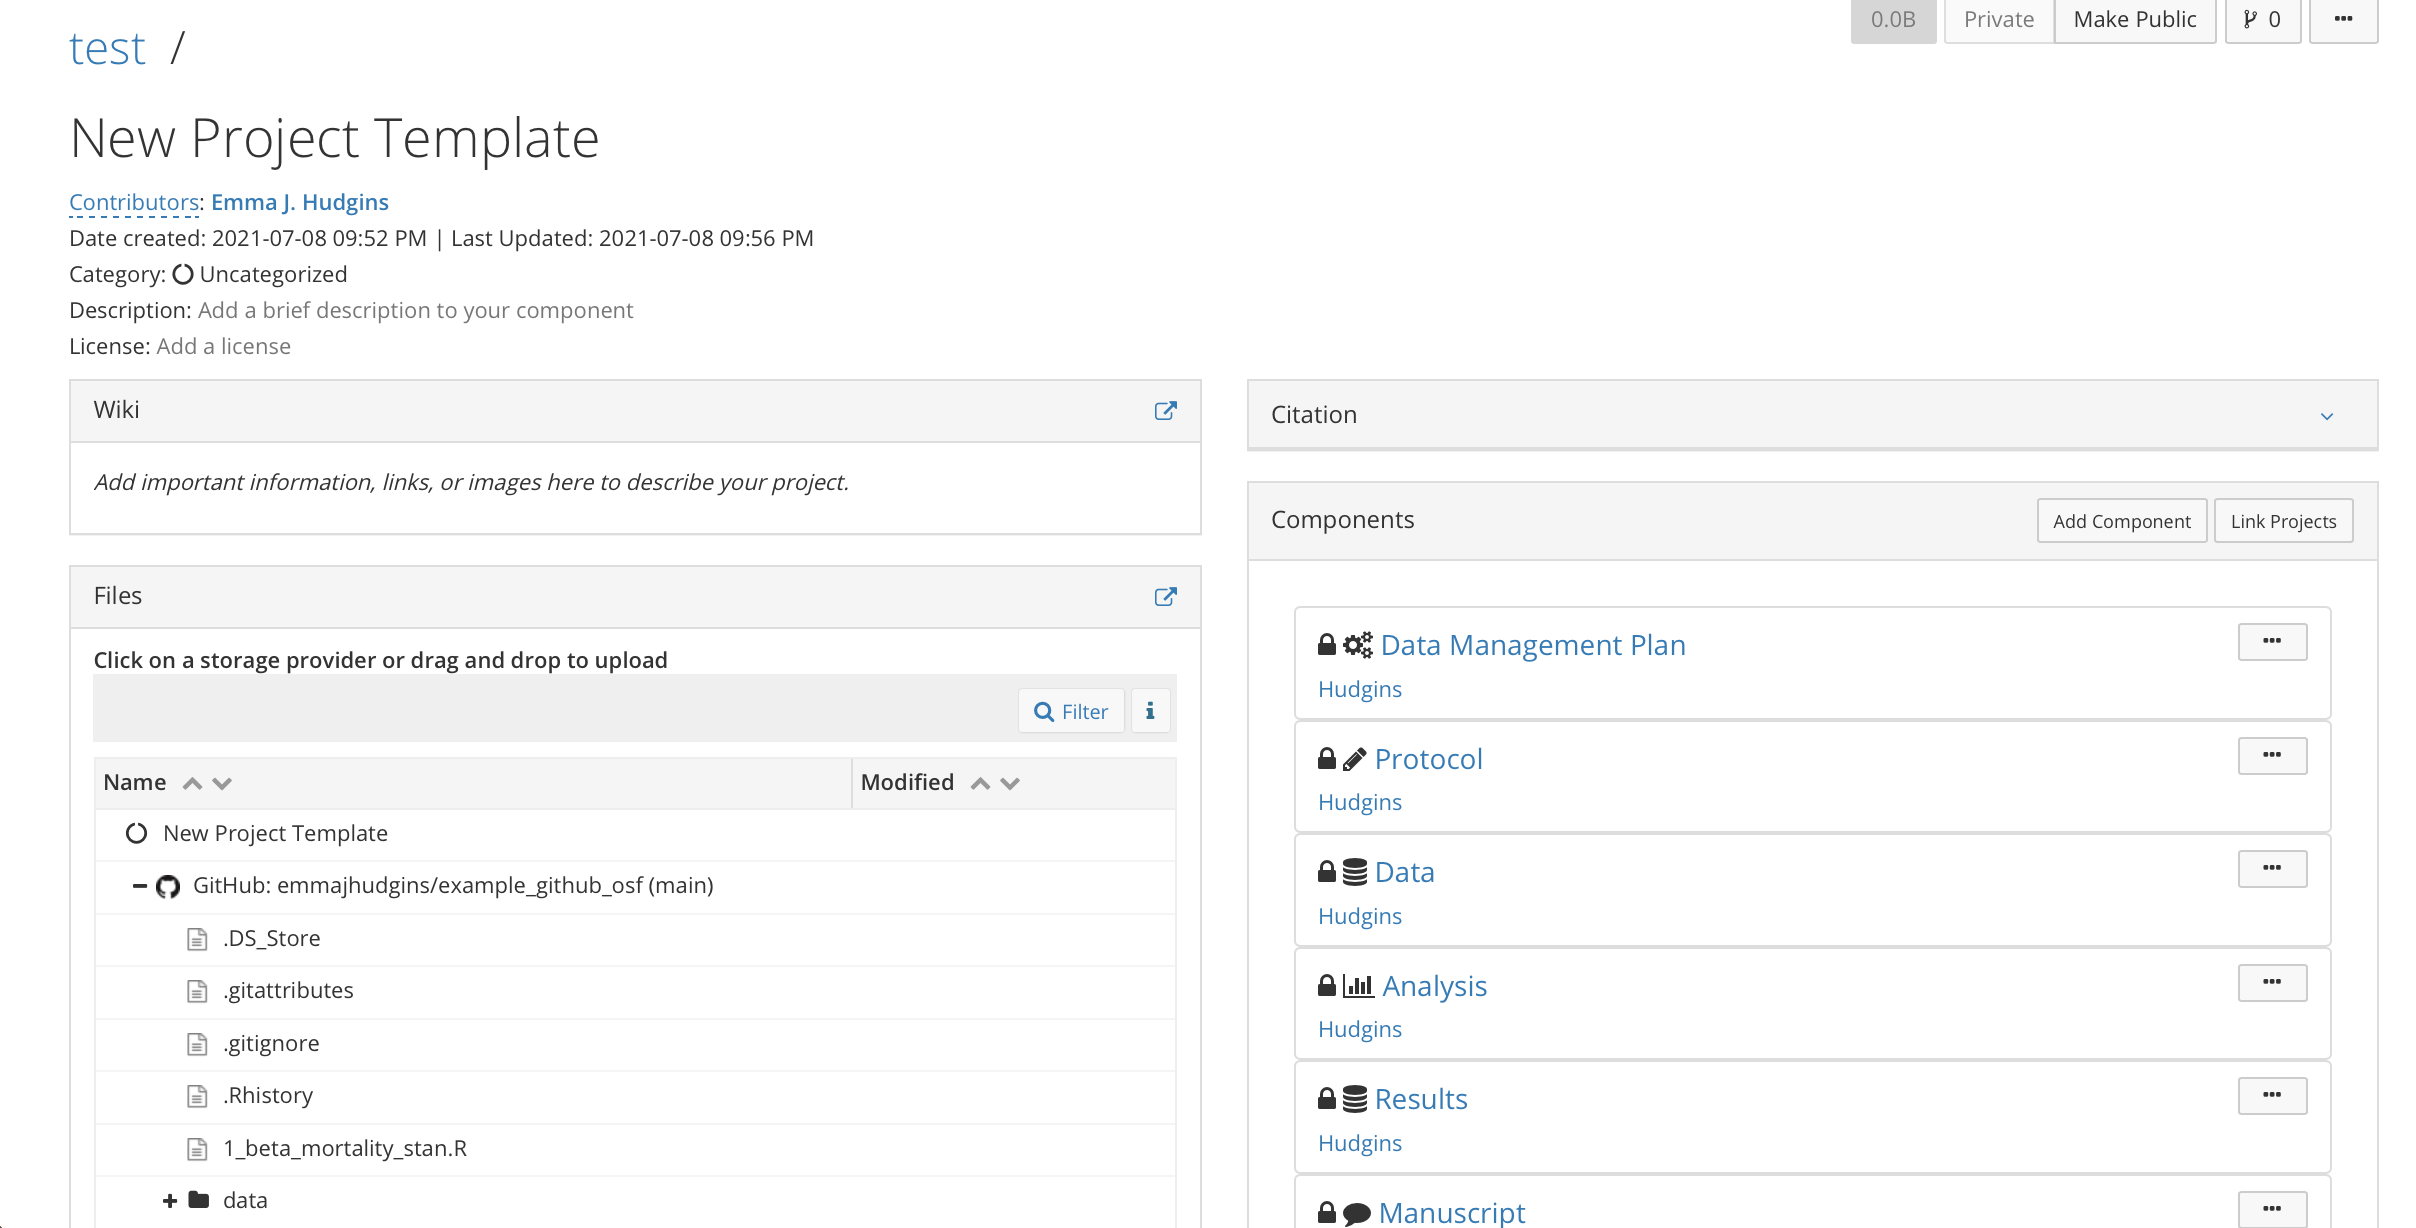 test /
0.0B Private Make Public 0 ...
New Project Template
Contributors: Emma J. Hudgins
Date created: 2021-07-08 09:52 PM | Last Updated: 2021-07-08 09:56 PM
Category: Uncategorized
Description: Add a brief description to your component
License: Add a license
Wiki
Add important information, links, or images here to describe your project.
Files
Click on a storage provider or drag and drop to upload
Filter i
Name Modified
New Project Template
GitHub: emmajhudgins/example_github_osf (main)
.DS_Store
.gitattributes
.gitignore
.Rhistory
1_beta_mortality_stan.R
data
Citation
Components Add Component Link Projects
Data Management Plan ...
Hudgins
Protocol ...
Hudgins
Data ...
Hudgins
Analysis ...
Hudgins
Results ...
Hudgins
Manuscript ...